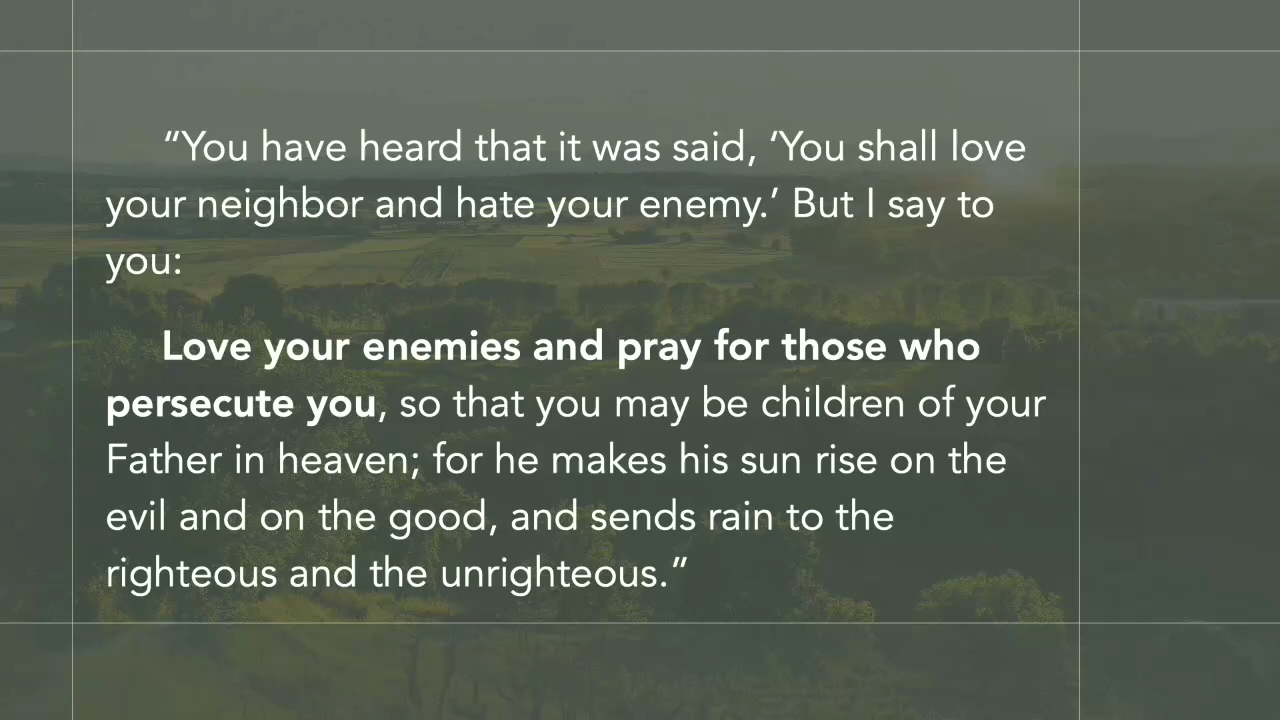 “You have heard that it was said, ‘You shall love
your neighbor and hate your enemy.’ But I say to
you:
Love your enemies and pray for those who
persecute you, so that you may be children of your
Father in heaven; for he makes his sun rise on the
evil and on the good, and sends rain to the
righteous and the unrighteous.”